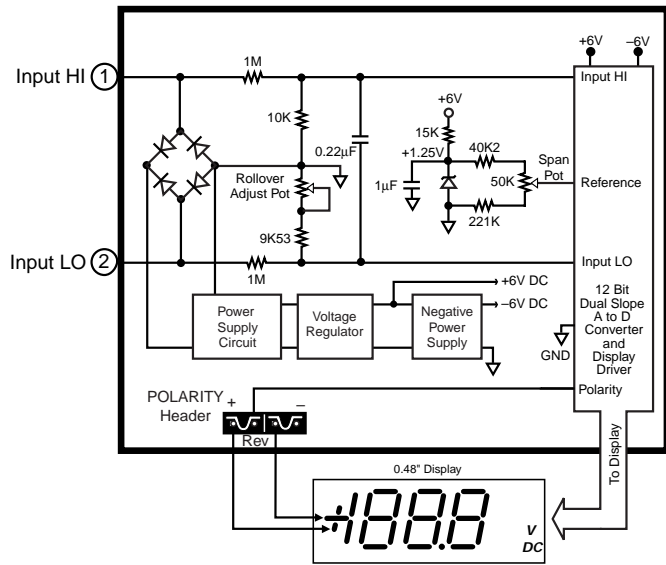 +6V
–6V
Input HI 1
1M
Input HI
10K
0.22µF
+6V
15K
+1.25V
40K2
Span
Pot
1µF
50K
Reference
Rollover
Adjust Pot
221K
9K53
Input LO 2
1M
Input LO
+6V DC
–6V DC
Power
Supply
Circuit
Voltage
Regulator
Negative
Power
Supply
12 Bit
Dual Slope
A to D
Converter
and
Display
Driver
GND
POLARITY
Header
+
–
Polarity
Rev
To Display
0.48" Display
188.8
V
DC